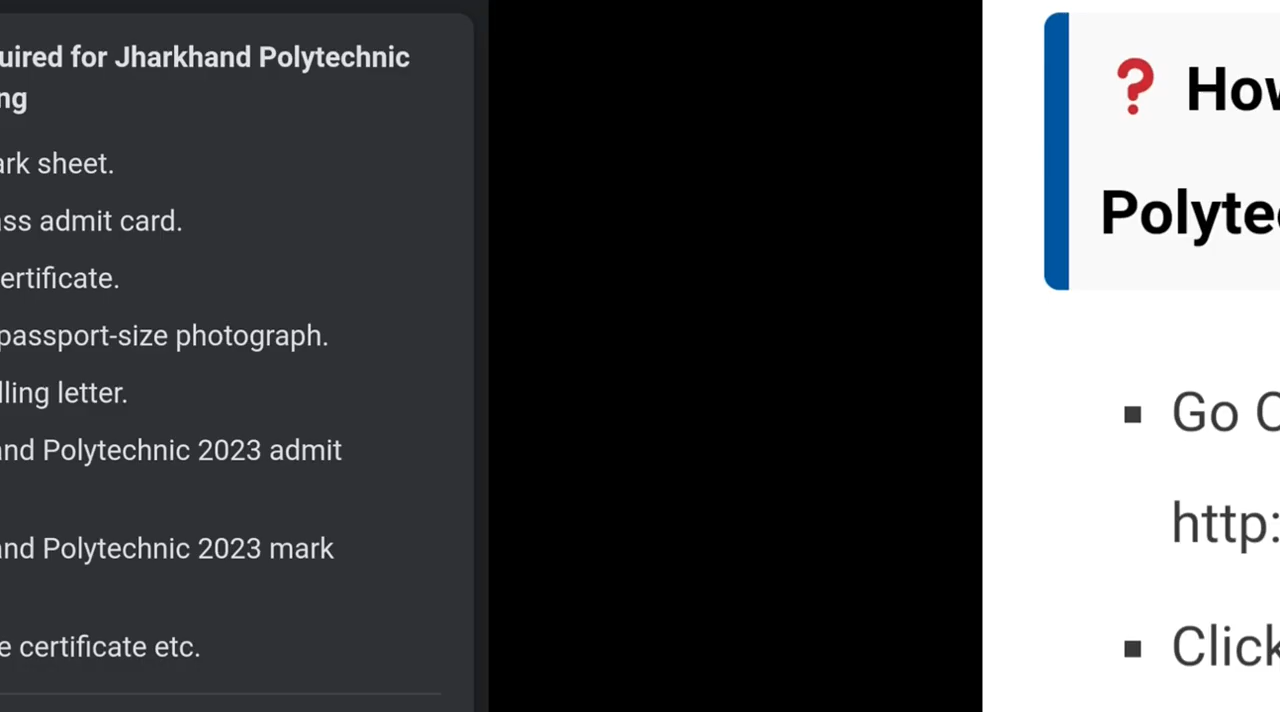 uired for Jharkhand Polytechnic
ng
ark sheet.
ass admit card.
ertificate.
passport-size photograph.
lling letter.
and Polytechnic 2023 admit
and Polytechnic 2023 mark
e certificate etc.
❓ How
Polytec
Go O
http:
Click